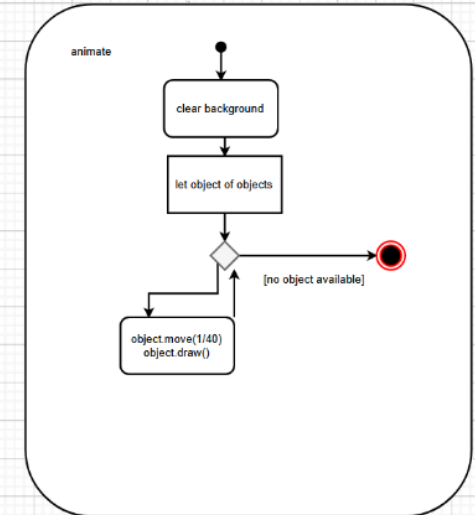 animate
clear background
let object of objects
[no object available]
object.move(1/40)
object.draw()